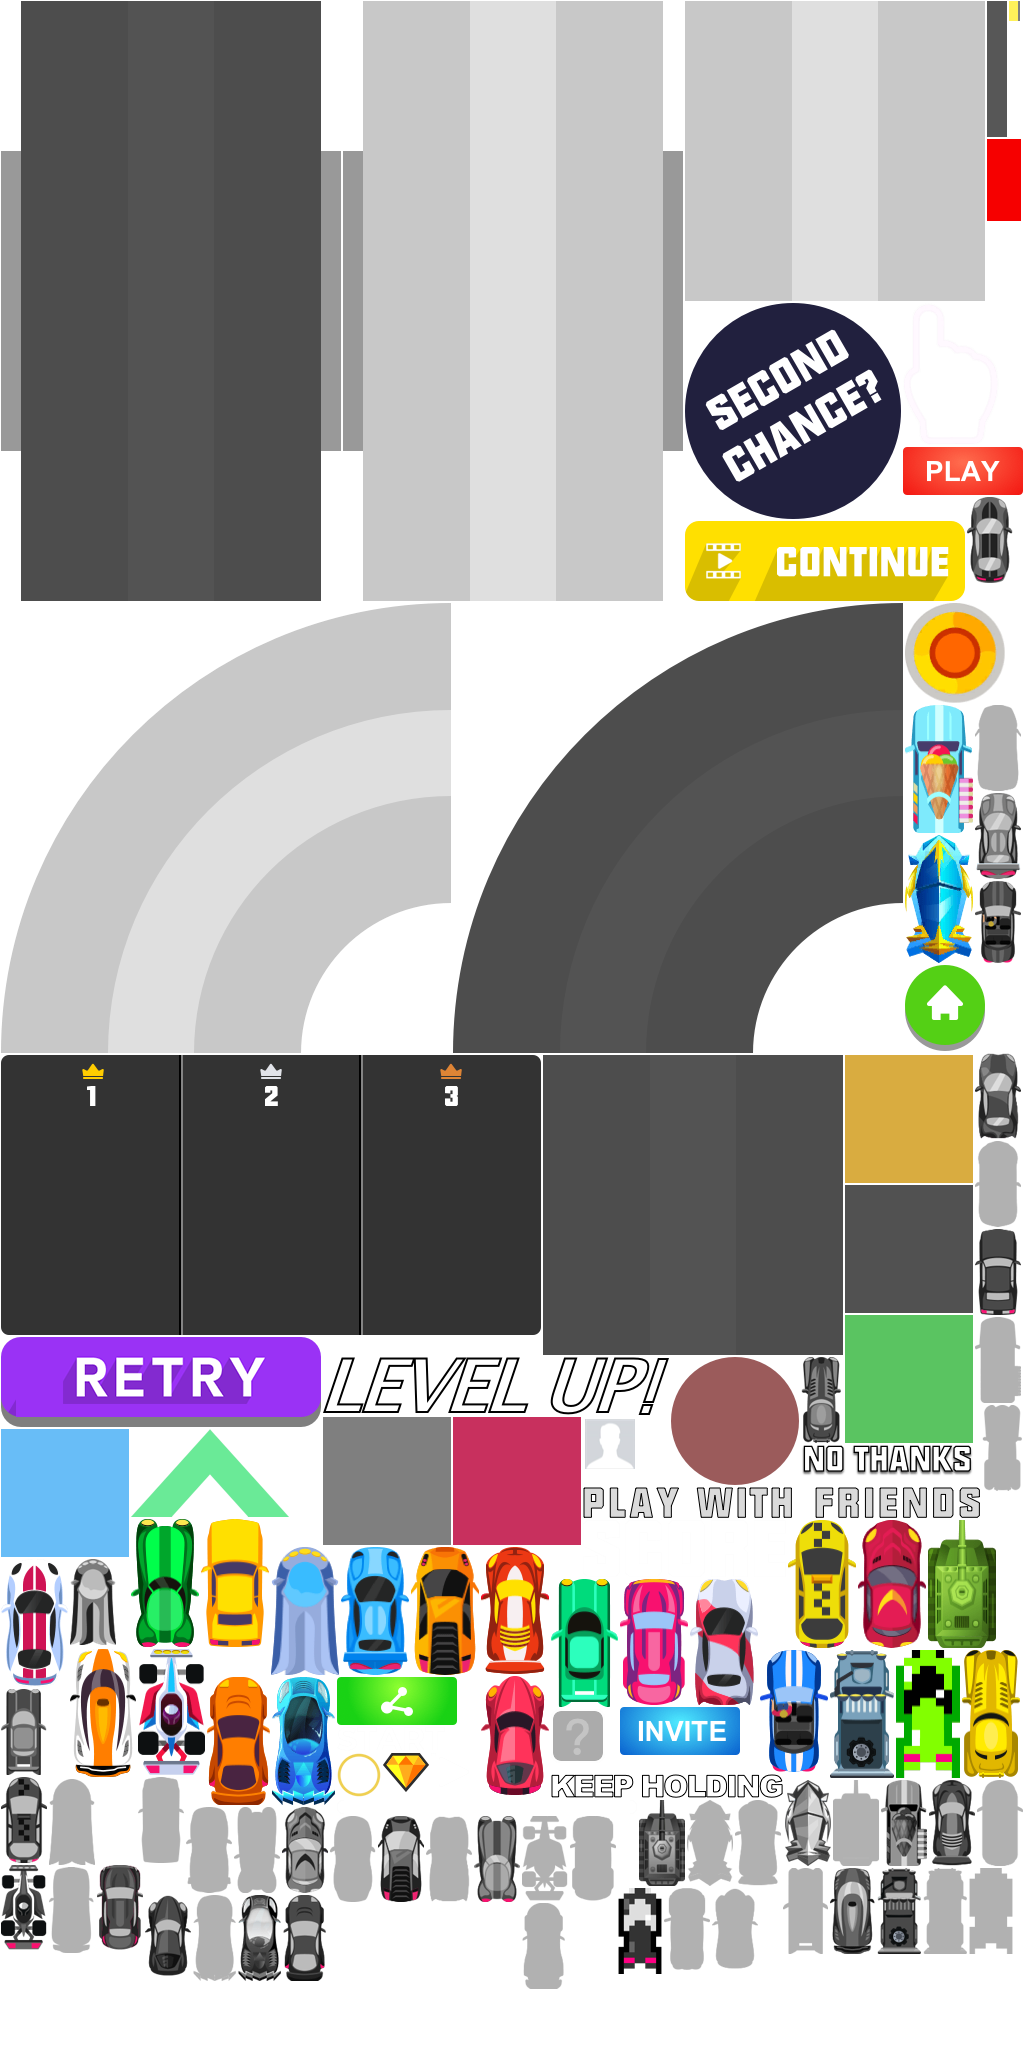 SECOND
CHANCE?
PLAY
CONTINUE
1
2
3
RETRY
LEVEL UP!
NO THANKS
PLAY WITH FRIENDS
?
INVITE
KEEP HOLDING